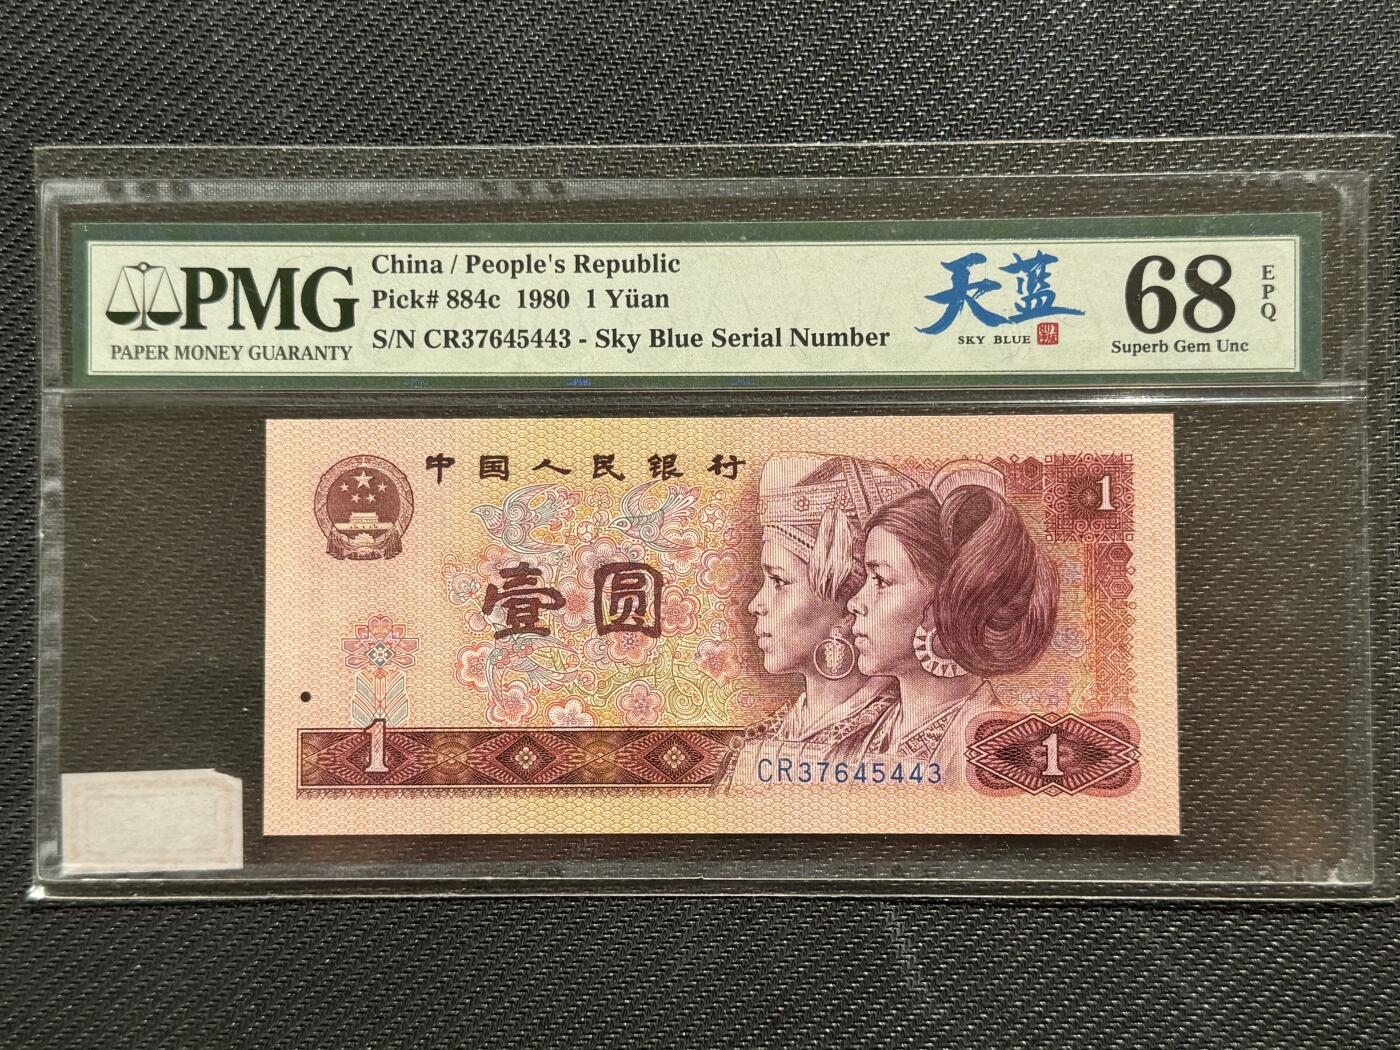 PMG
PAPER MONEY GUARANTY
China / People's Republic
Pick# 884c 1980 1 Yüan
S/N CR37645443 - Sky Blue Serial Number
天蓝
SKY BLUE
68
Superb Gem Unc
EPQ
中国人民银行
1
壹圆
1
CR37645443
1